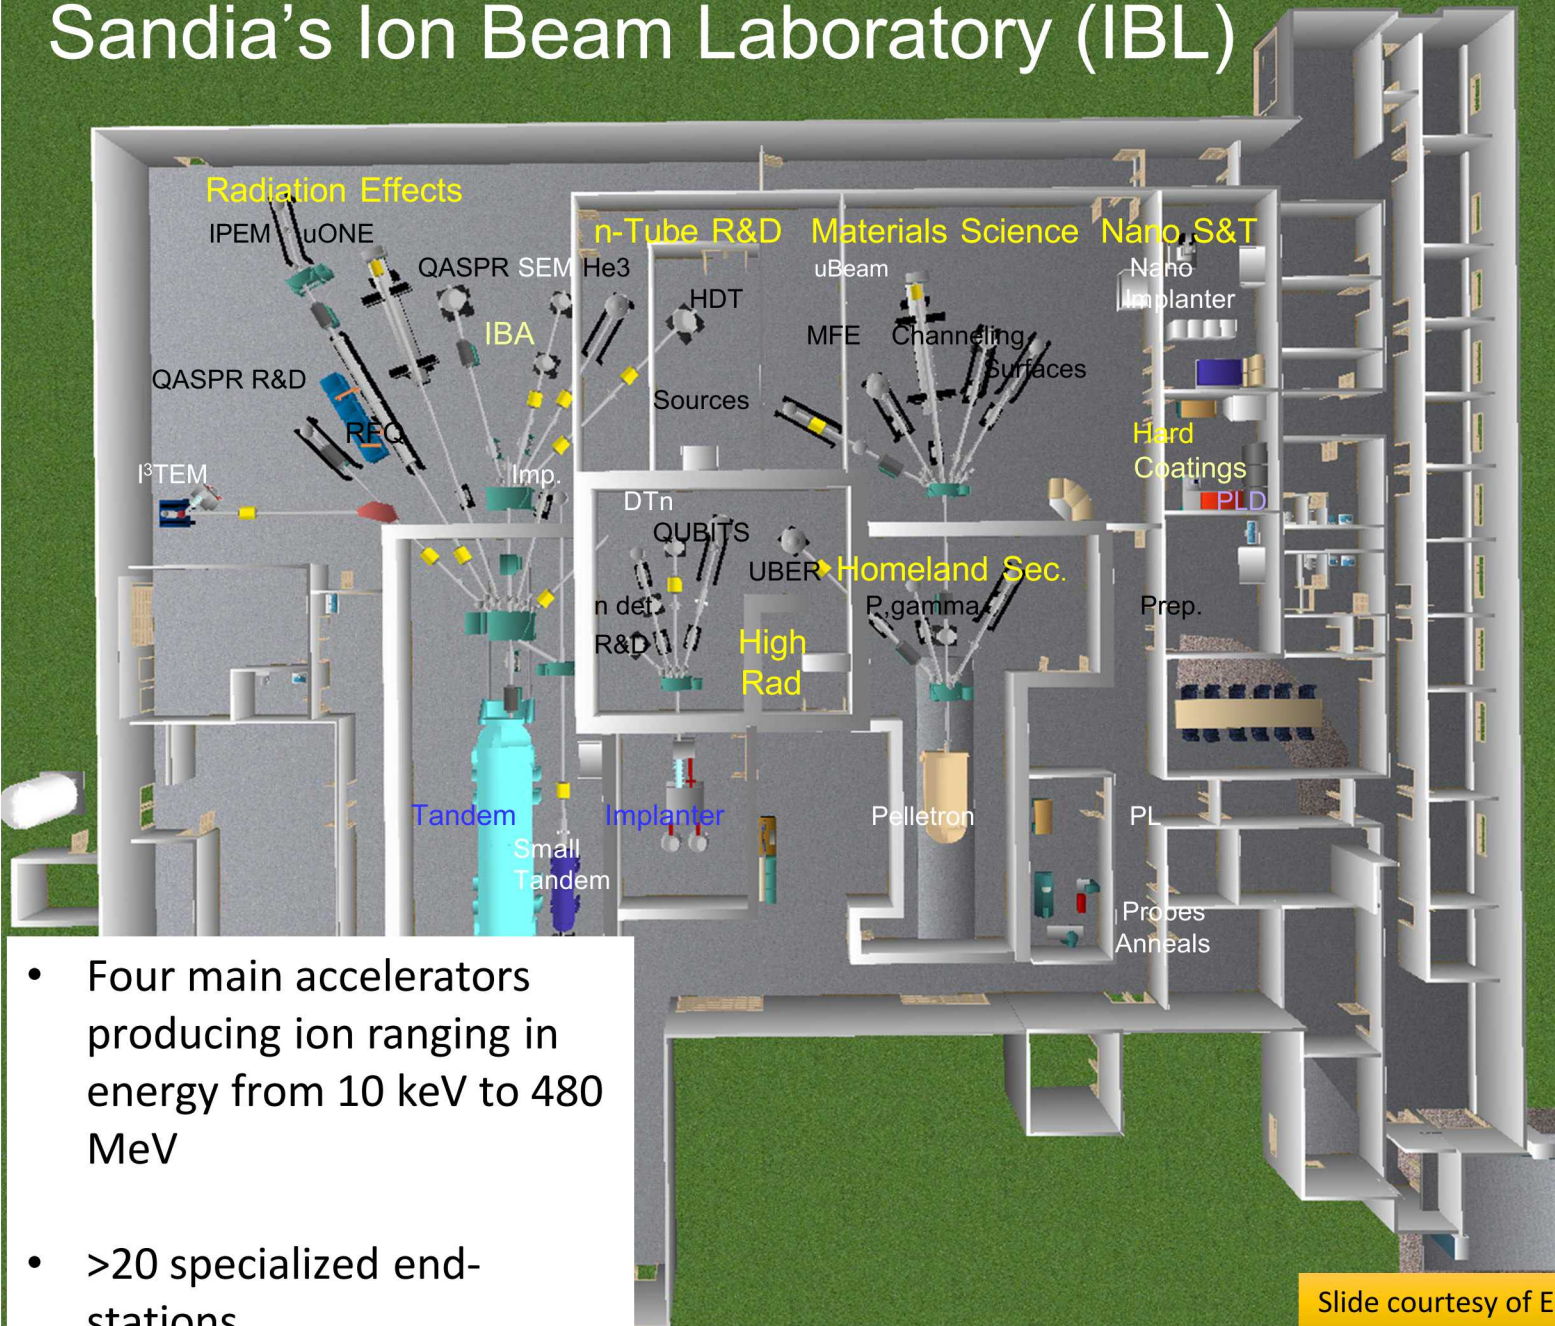 Sandia's Ion Beam Laboratory (IBL)
Radiation Effects
IPEM uONE
n-Tube R&D
Materials Science
Nano S&T
QASPR SEM He3
uBeam
Nano
Implanter
HDT
IBA
MFE
Channeling
Surfaces
QASPR R&D
Sources
RFQ
Hard
Coatings
I³TEM
Imp.
DTn
PLD
QUBITS
UBER
Homeland Sec.
n det.
R&D
P,gamma
Prep.
High
Rad
Tandem
Implanter
Pelletron
PL
Small
Tandem
Probes
Anneals
• Four main accelerators
producing ion ranging in
energy from 10 keV to 480
MeV
• >20 specialized end-
stations
Slide courtesy of E